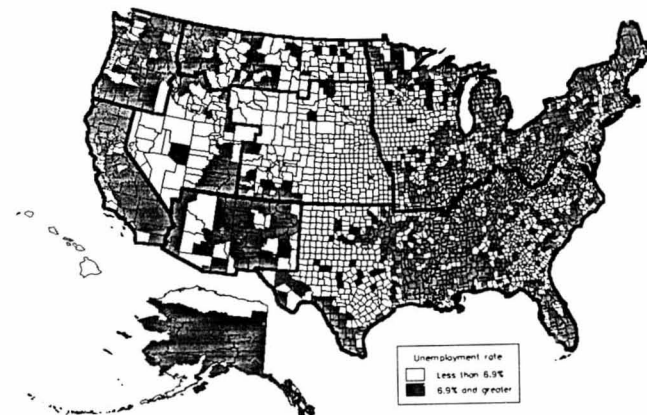 Unemployment rate
Less than 6.9%
6.9% and greater